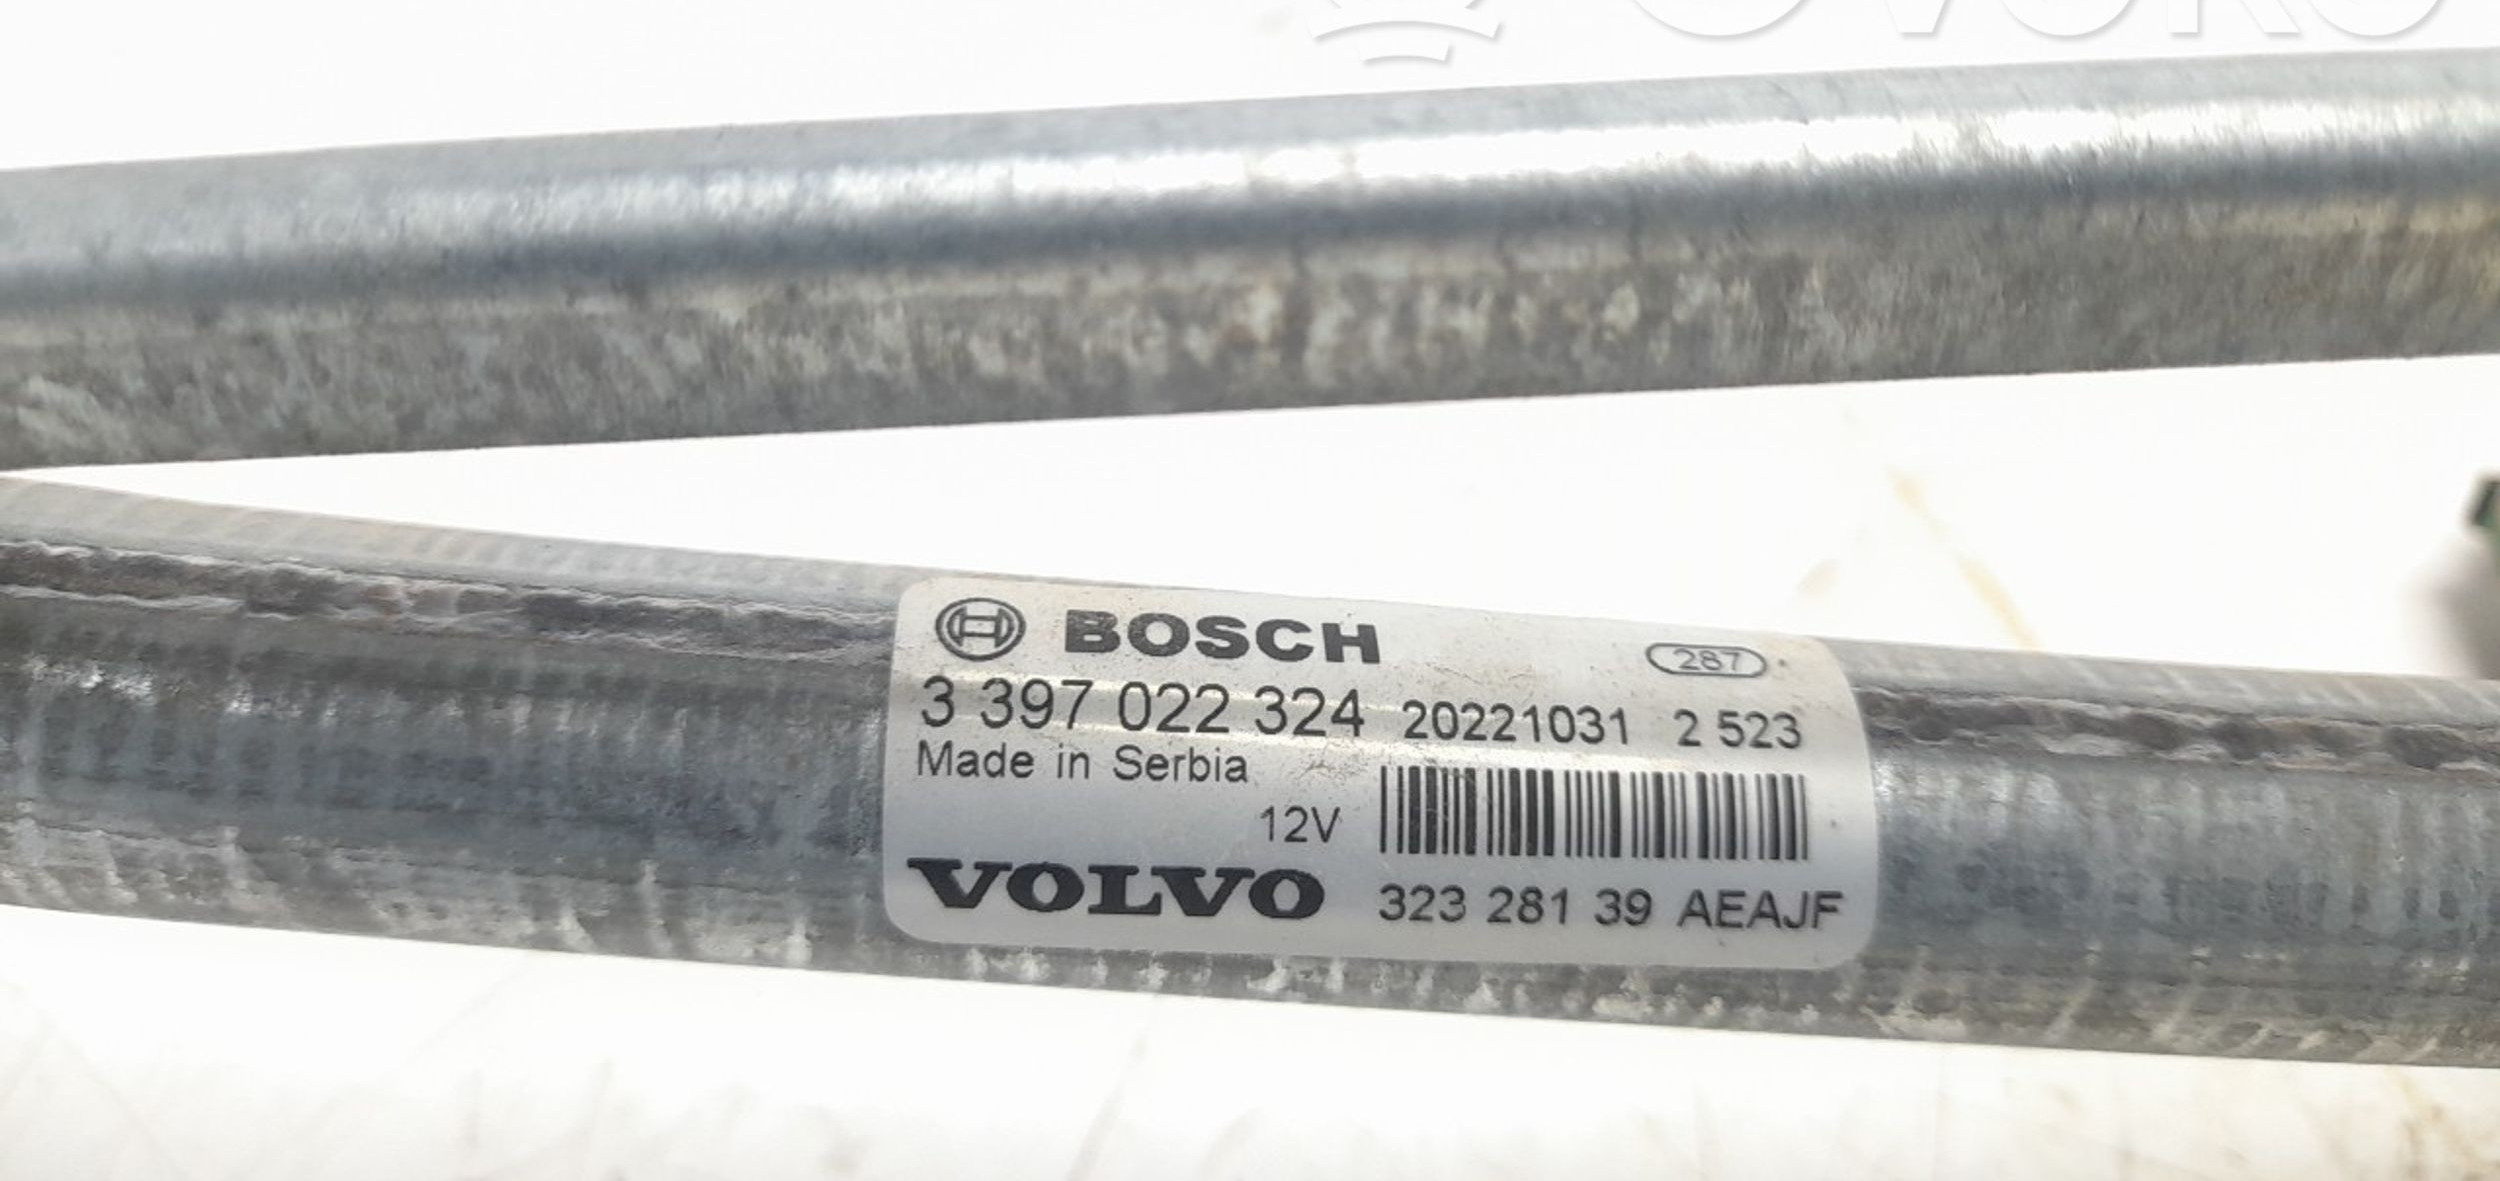 BOSCH 287
3 397 022 324 20221031 2 523
Made in Serbia
12V
VOLVO 323 281 39 AEAJF